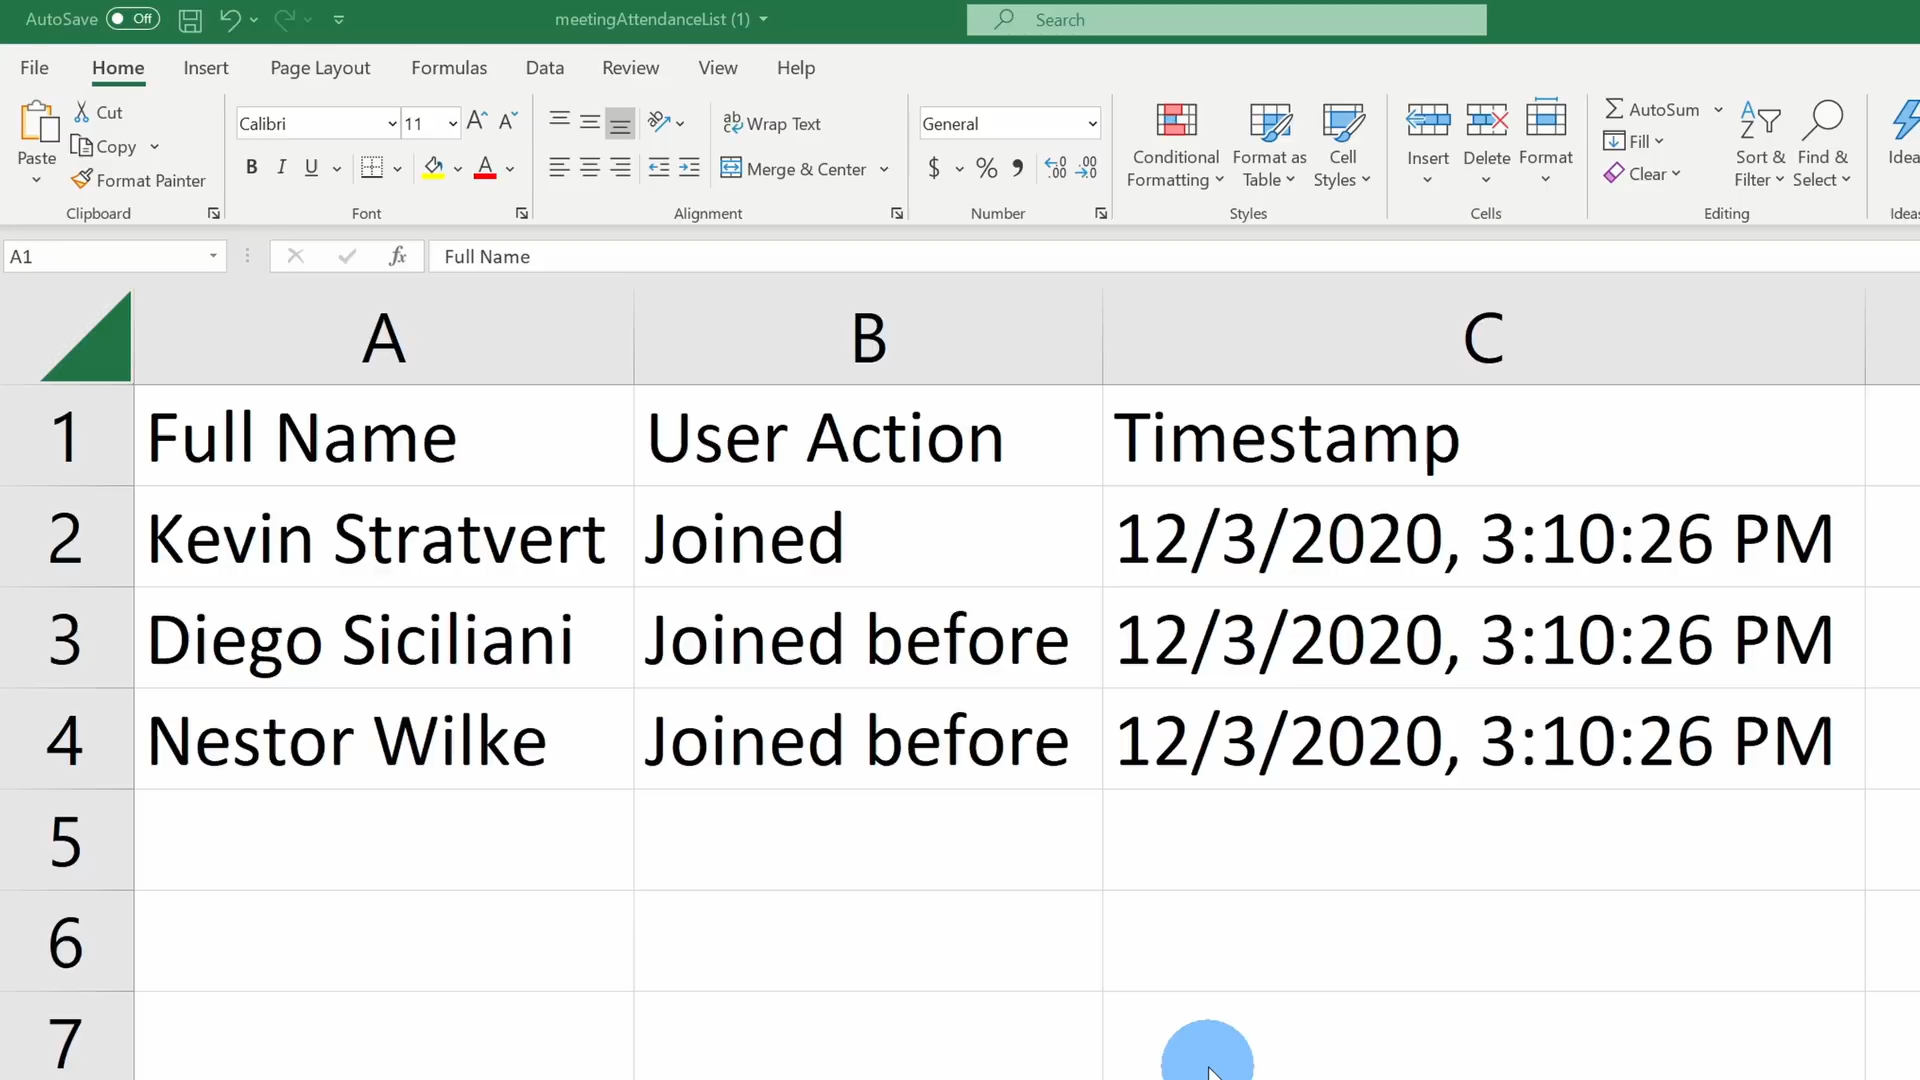 AutoSave Off meetingAttendanceList (1) Search
File Home Insert Page Layout Formulas Data Review View Help
Paste Cut Copy Format Painter Clipboard
Calibri 11 B I U A Font
ab Wrap Text Merge & Center Alignment
General $ % Number
Conditional Formatting Format as Table Cell Styles Styles
Insert Delete Format Cells
AutoSum Fill Clear Sort & Filter Find & Select Editing
Ideas
A1 fx Full Name
A B C
1 Full Name User Action Timestamp
2 Kevin Stratvert Joined 12/3/2020, 3:10:26 PM
3 Diego Siciliani Joined before 12/3/2020, 3:10:26 PM
4 Nestor Wilke Joined before 12/3/2020, 3:10:26 PM
5
6
7